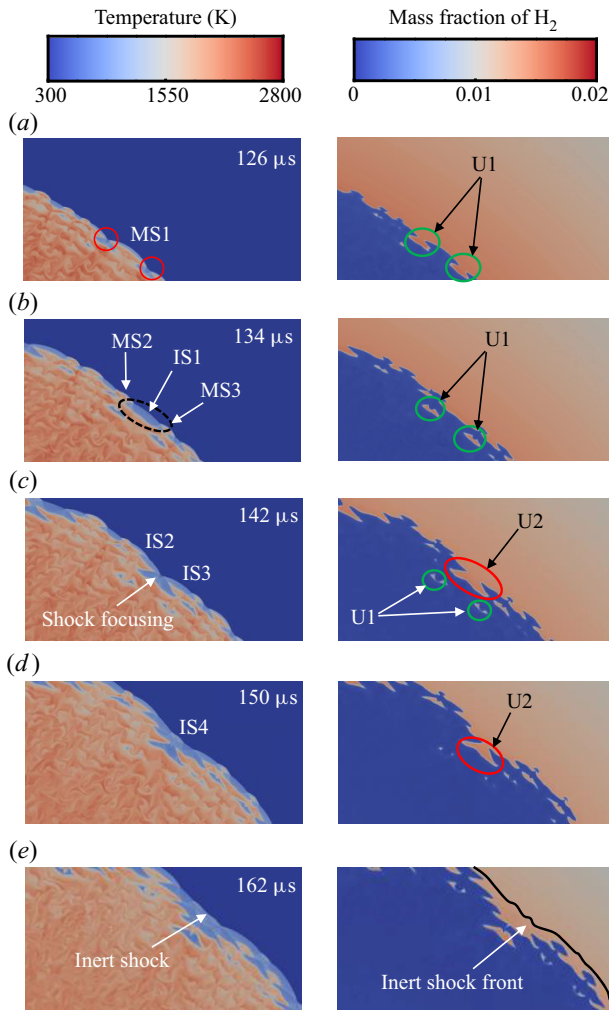 Temperature (K)
Mass fraction of H2
300 1550 2800
0 0.01 0.02
(a)
126 μs
MS1
U1
(b)
134 μs
MS2
IS1
MS3
U1
(c)
142 μs
IS2
IS3
Shock focusing
U2
U1
(d)
150 μs
IS4
U2
(e)
162 μs
Inert shock
Inert shock
front